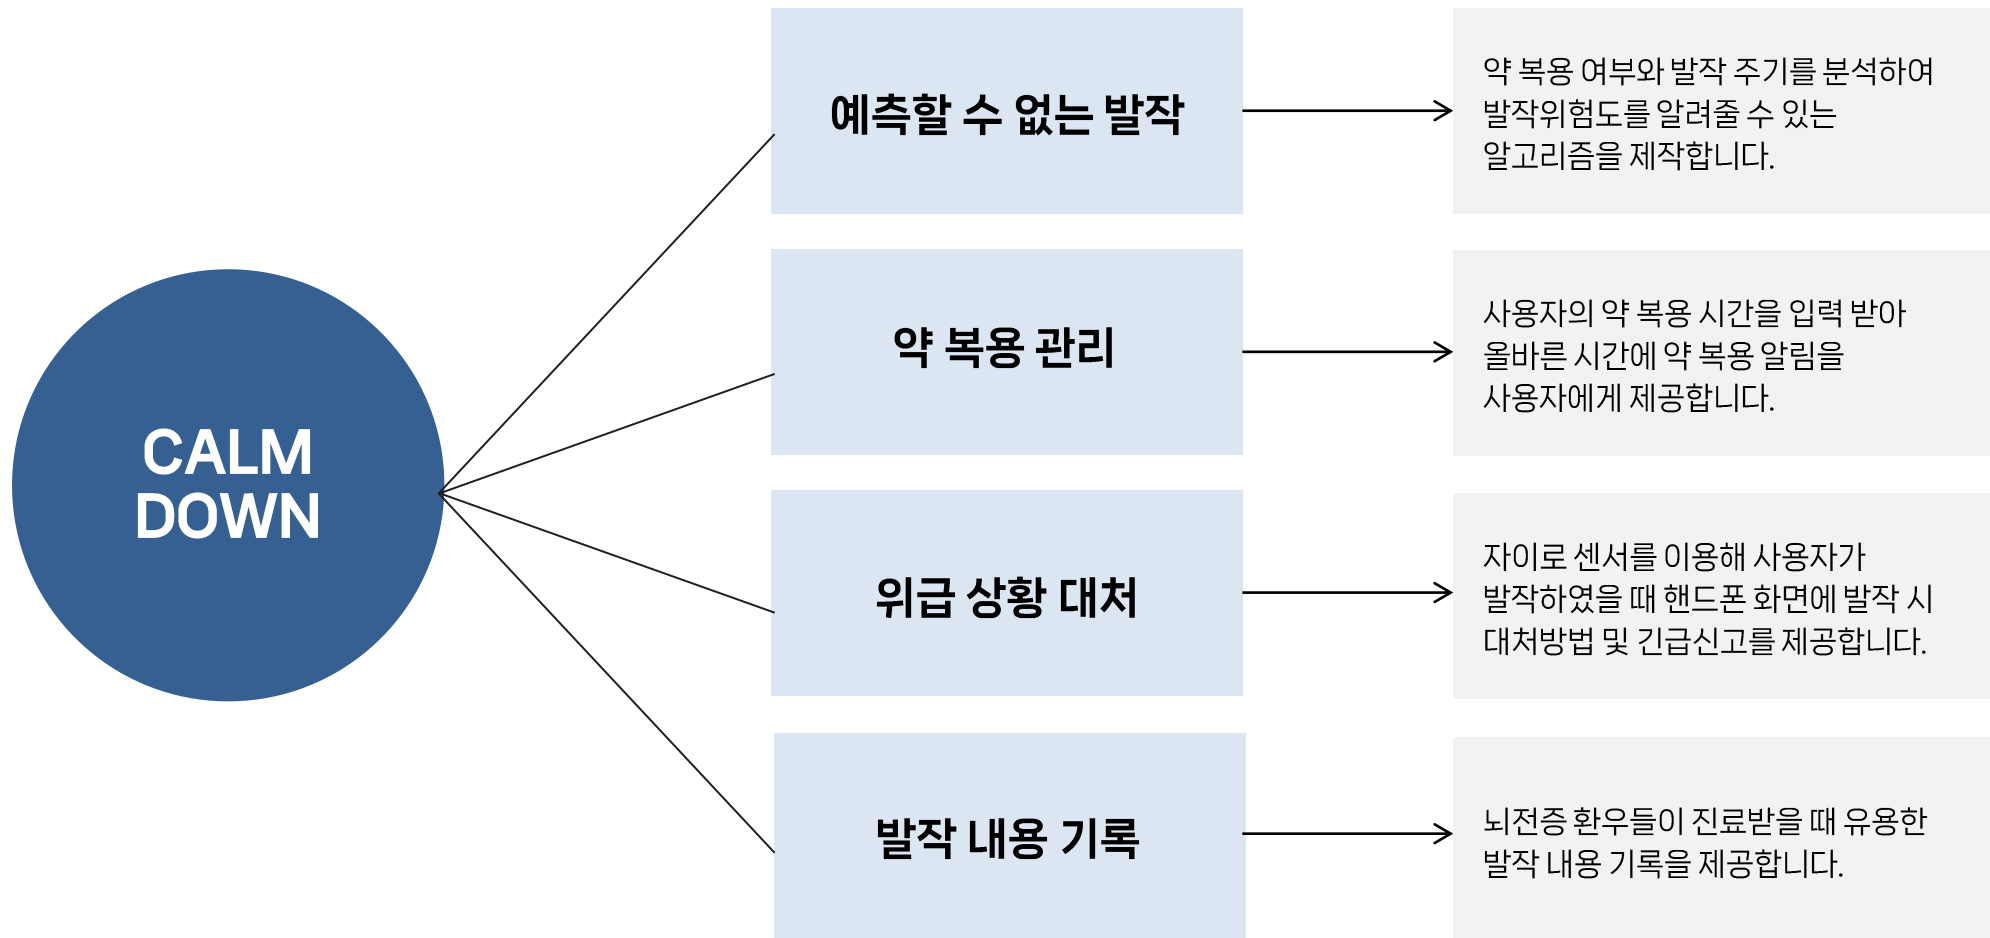 CALM
DOWN
예측할 수 없는 발작
약 복용 여부와 발작 주기를 분석하여
발작위험도를 알려줄 수 있는
알고리즘을 제작합니다.
약 복용 관리
사용자의 약 복용 시간을 입력 받아
올바른 시간에 약 복용 알림을
사용자에게 제공합니다.
위급 상황 대처
자이로 센서를 이용해 사용자가
발작하였을 때 핸드폰 화면에 발작 시
대처방법 및 긴급신고를 제공합니다.
발작 내용 기록
뇌전증 환우들이 진료받을 때 유용한
발작 내용 기록을 제공합니다.